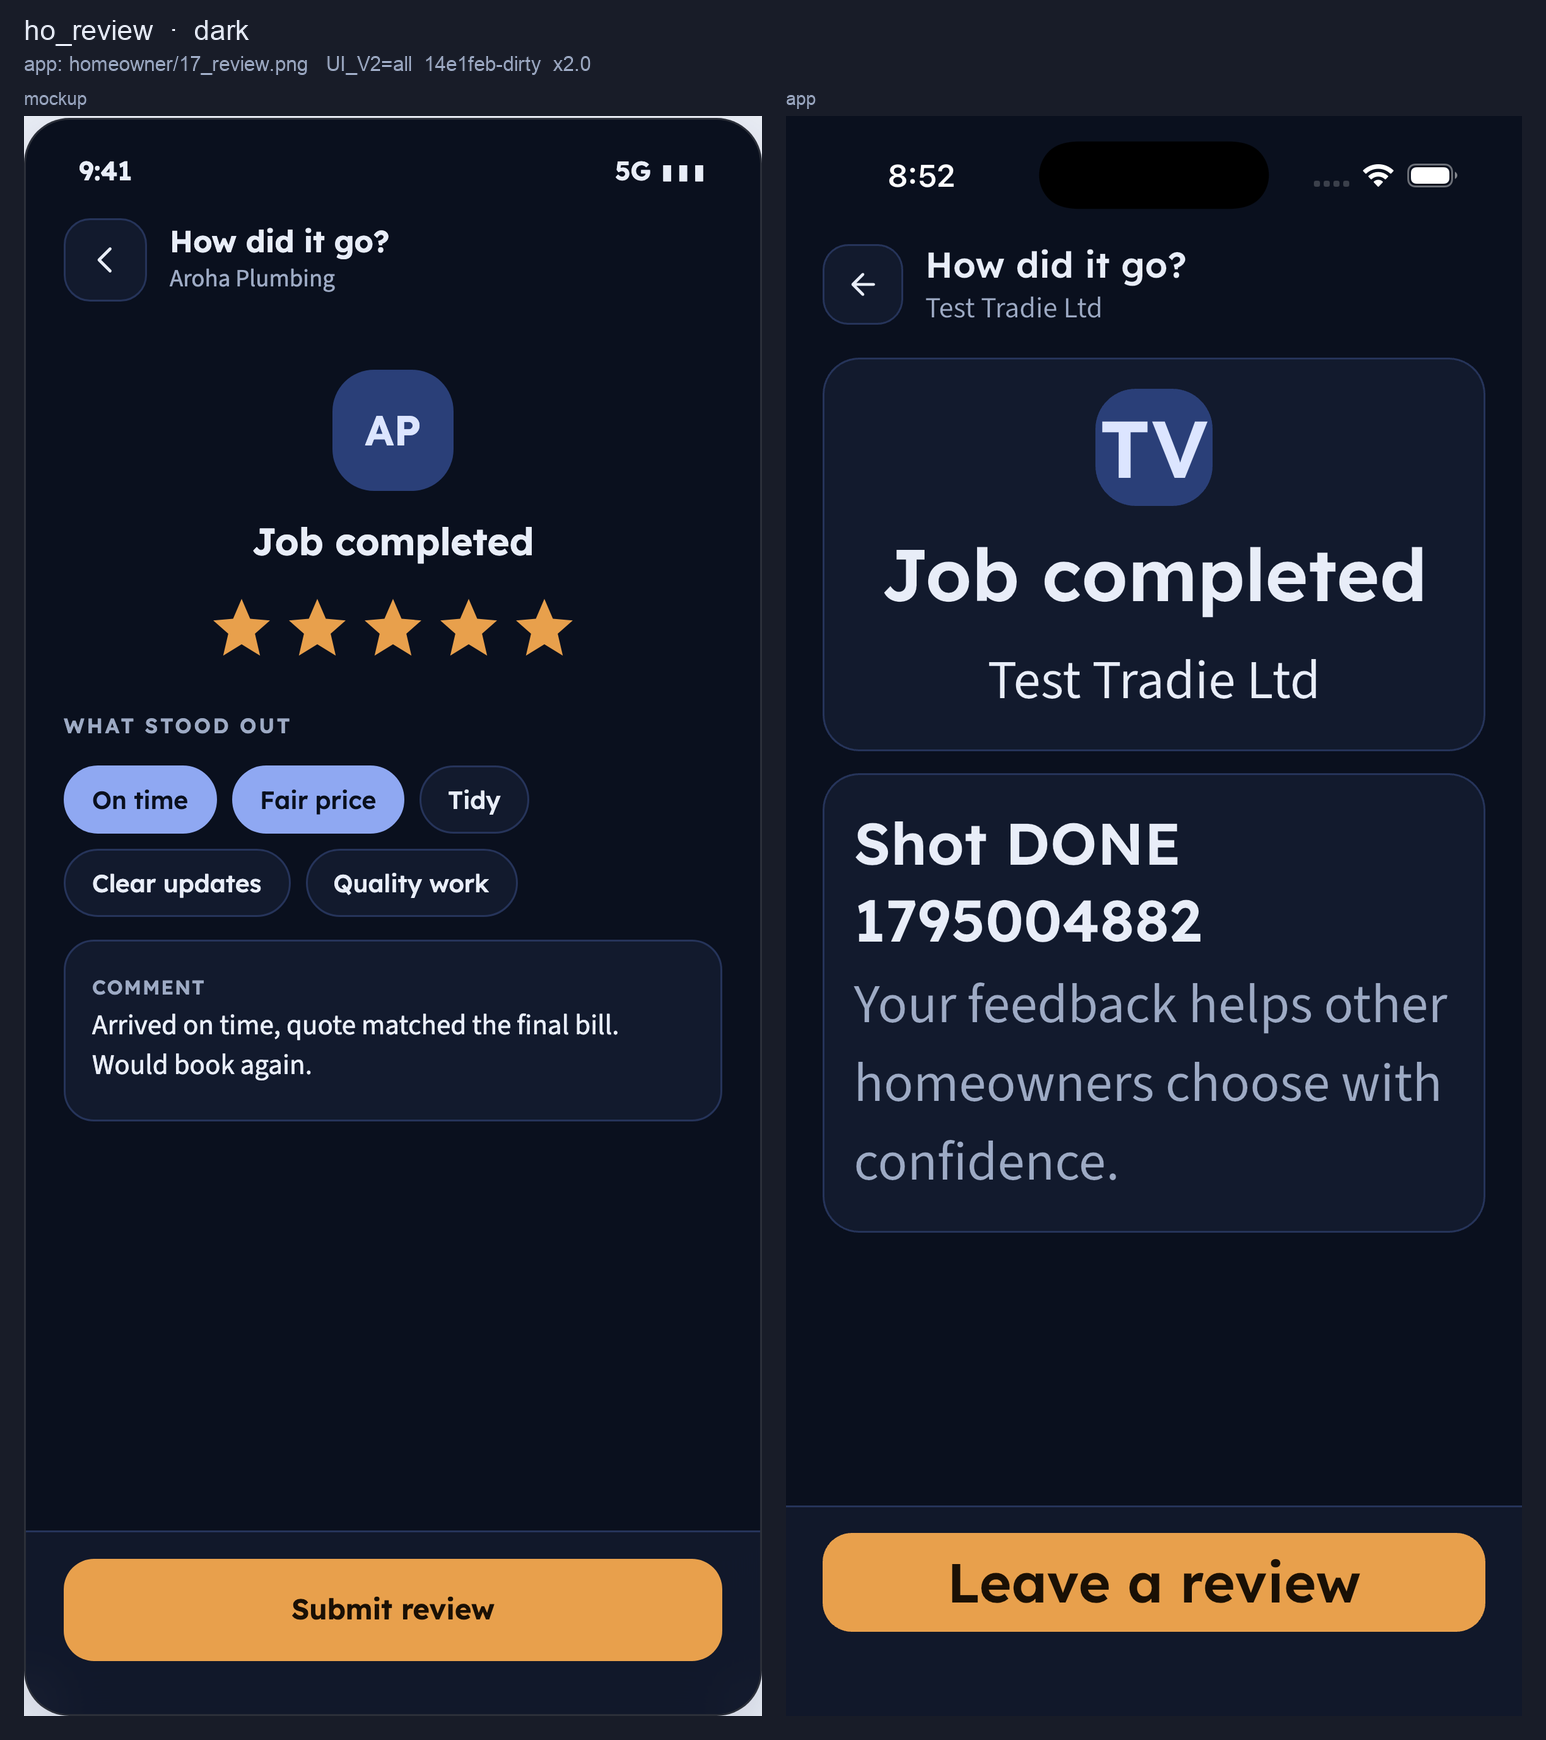 ho_review · dark
app: homeowner/17_review.png UI_V2=all 14e1feb-dirty x2.0
mockup
9:41
5G
How did it go?
Aroha Plumbing
AP
Job completed
WHAT STOOD OUT
On time
Fair price
Tidy
Clear updates
Quality work
COMMENT
Arrived on time, quote matched the final bill.
Would book again.
Submit review
app
8:52
How did it go?
Test Tradie Ltd
TV
Job completed
Test Tradie Ltd
Shot DONE
1795004882
Your feedback helps other
homeowners choose with
confidence.
Leave a review